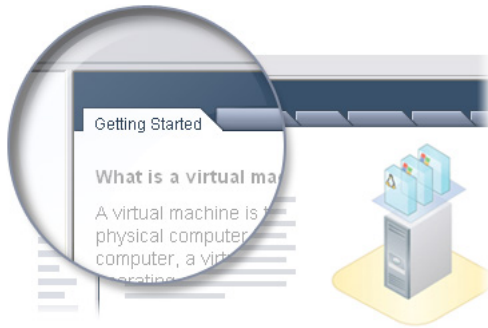 Getting Started
What is a virtual
A virtual machine is
physical computer
computer, a